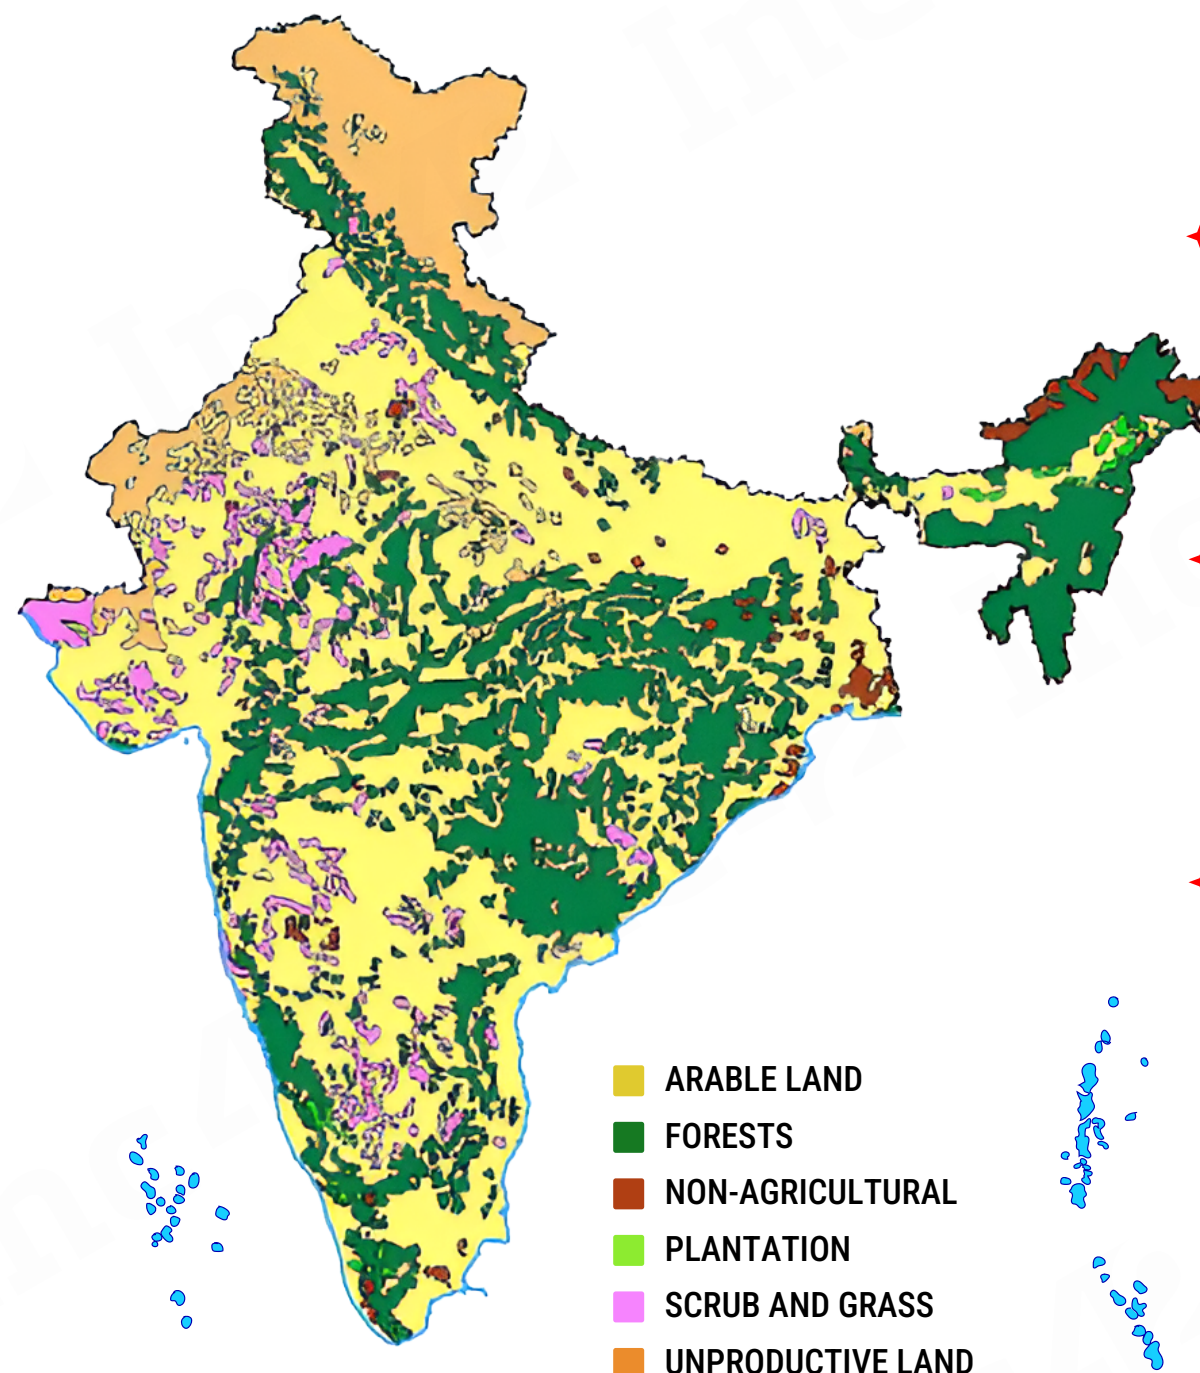 ARABLE LAND
FORESTS
NON-AGRICULTURAL
PLANTATION
SCRUB AND GRASS
UNPRODUCTIVE LAND